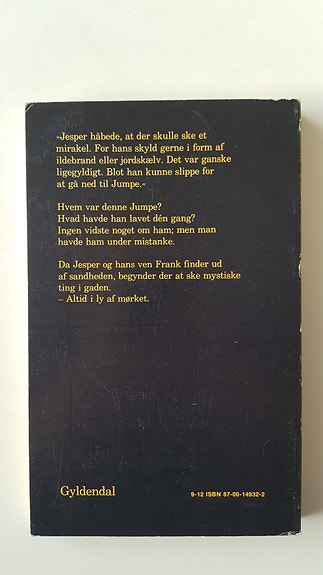 -Jesper håbede, at der skulle ske et
mirakel. For hans skyld gerne i form af
ildebrand eller jordskælv. Det var ganske
ligegyldigt. Blot han kunne slippe for
at gå ned til Jumpe.-
Hvem var denne Jumpe?
Hvad havde han lavet dén gang?
Ingen vidste noget om ham; men man
havde ham under mistanke.
Da Jesper og hans ven Frank finder ud
af sandheden, begynder der at ske mystiske
ting i gaden.
– Altid i ly af mørket.
Gyldendal
9-12 ISBN 87-00-14932-2